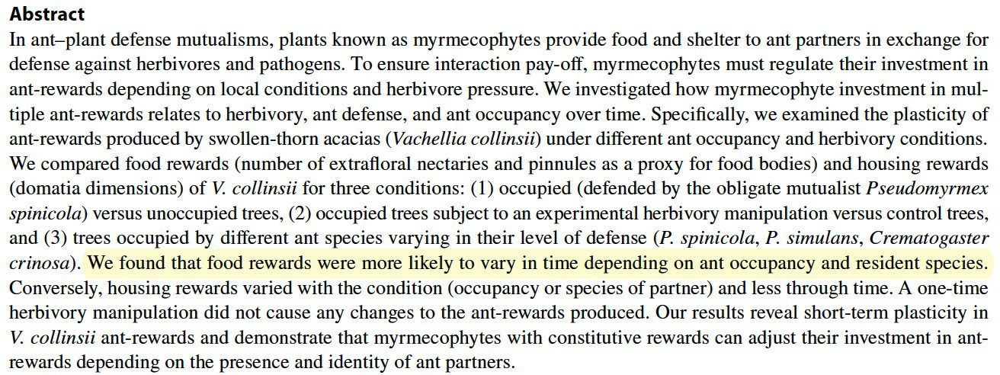 Abstract
In ant–plant defense mutualisms, plants known as myrmecophytes provide food and shelter to ant partners in exchange for
defense against herbivores and pathogens. To ensure interaction pay-off, myrmecophytes must regulate their investment in
ant-rewards depending on local conditions and herbivore pressure. We investigated how myrmecophyte investment in mul-
tiple ant-rewards relates to herbivory, ant defense, and ant occupancy over time. Specifically, we examined the plasticity of
ant-rewards produced by swollen-thorn acacias (Vachellia collinsii) under different ant occupancy and herbivory conditions.
We compared food rewards (number of extrafloral nectaries and pinnules as a proxy for food bodies) and housing rewards
(domatia dimensions) of V. collinsii for three conditions: (1) occupied (defended by the obligate mutualist Pseudomyrmex
spinicola) versus unoccupied trees, (2) occupied trees subject to an experimental herbivory manipulation versus control trees,
and (3) trees occupied by different ant species varying in their level of defense (P. spinicola, P. simulans, Crematogaster
crinosa). We found that food rewards were more likely to vary in time depending on ant occupancy and resident species.
Conversely, housing rewards varied with the condition (occupancy or species of partner) and less through time. A one-time
herbivory manipulation did not cause any changes to the ant-rewards produced. Our results reveal short-term plasticity in
V. collinsii ant-rewards and demonstrate that myrmecophytes with constitutive rewards can adjust their investment in ant-
rewards depending on the presence and identity of ant partners.